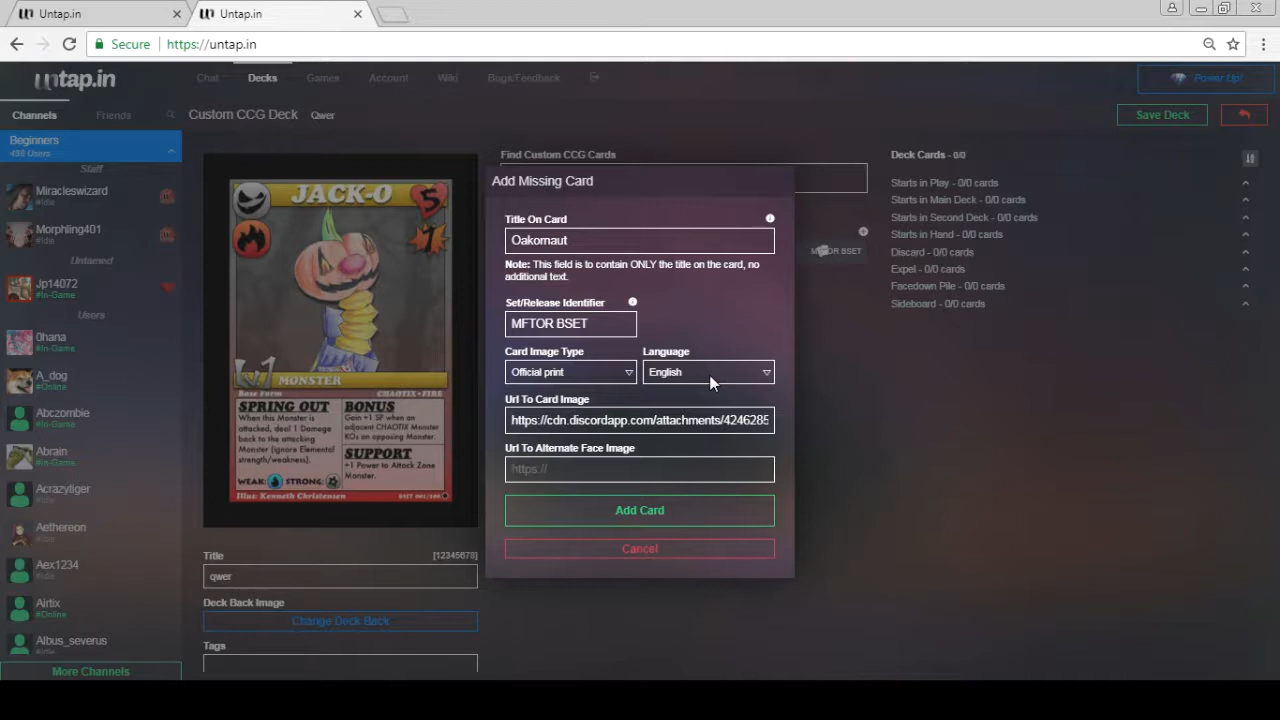 Untap.in
Untap.in
Secure
https://untap.in
untap.in
Chat
Decks
Games
Account
Wiki
Bugs/Feedback
Power Up!
Channels
Friends
Custom CCG Deck
Qwer
Save Deck
Beginners
498 Users
Staff
Miracleswizard
#Idle
Morphling401
#Idle
Untamed
Jp14072
#In-Game
Users
0hana
#In-Game
A_dog
#Online
Abczombie
#In-Game
Abrain
#In-Game
Acrazytiger
#Idle
Aethereon
#Idle
Aex1234
#Idle
Airtix
#Online
Albus_severus
#Idle
More Channels
JACK-O
5
1
V1
MONSTER
Base Form
CHAOTIX • FIRE
SPRING OUT
When this Monster is
attacked, deal 1 Damage
back to the attacking
Monster (ignore Elemental
strength/weakness).
BONUS
Gain +1 SP when an
adjacent CHAOTIX Monster
KOs an opposing Monster.
SUPPORT
+1 Power to Attack Zone
Monster.
WEAK:
STRONG:
Illus: Kenneth Christensen
Title
[12345678]
qwer
Deck Back Image
Change Deck Back
Tags
Find Custom CCG Cards
Add Missing Card
Title On Card
Oakornaut
Note: This field is to contain ONLY the title on the card, no
additional text.
Set/Release Identifier
MFTOR BSET
Card Image Type
Language
Official print
English
Url To Card Image
https://cdn.discordapp.com/attachments/4246285
Url To Alternate Face Image
https://
Add Card
Cancel
BSET
Deck Cards - 0/0
Starts in Play - 0/0 cards
Starts in Main Deck - 0/0 cards
Starts in Second Deck - 0/0 cards
Starts in Hand - 0/0 cards
Discard - 0/0 cards
Expel - 0/0 cards
Facedown Pile - 0/0 cards
Sideboard - 0/0 cards